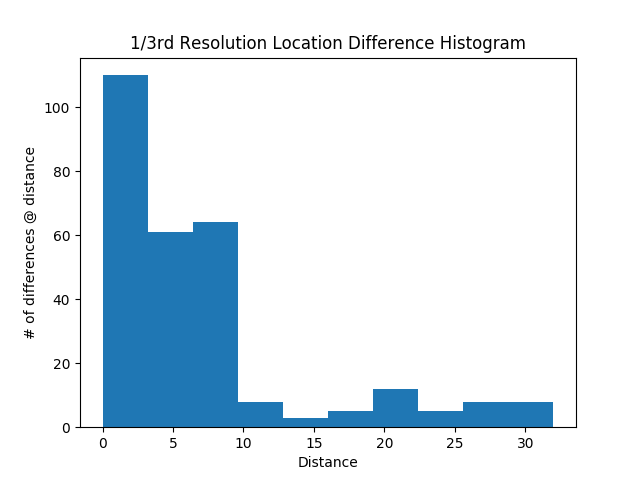 1/3rd Resolution Location Difference Histogram
# of differences @ distance
100
80
60
40
20
0
0 5 10 15 20 25 30
Distance